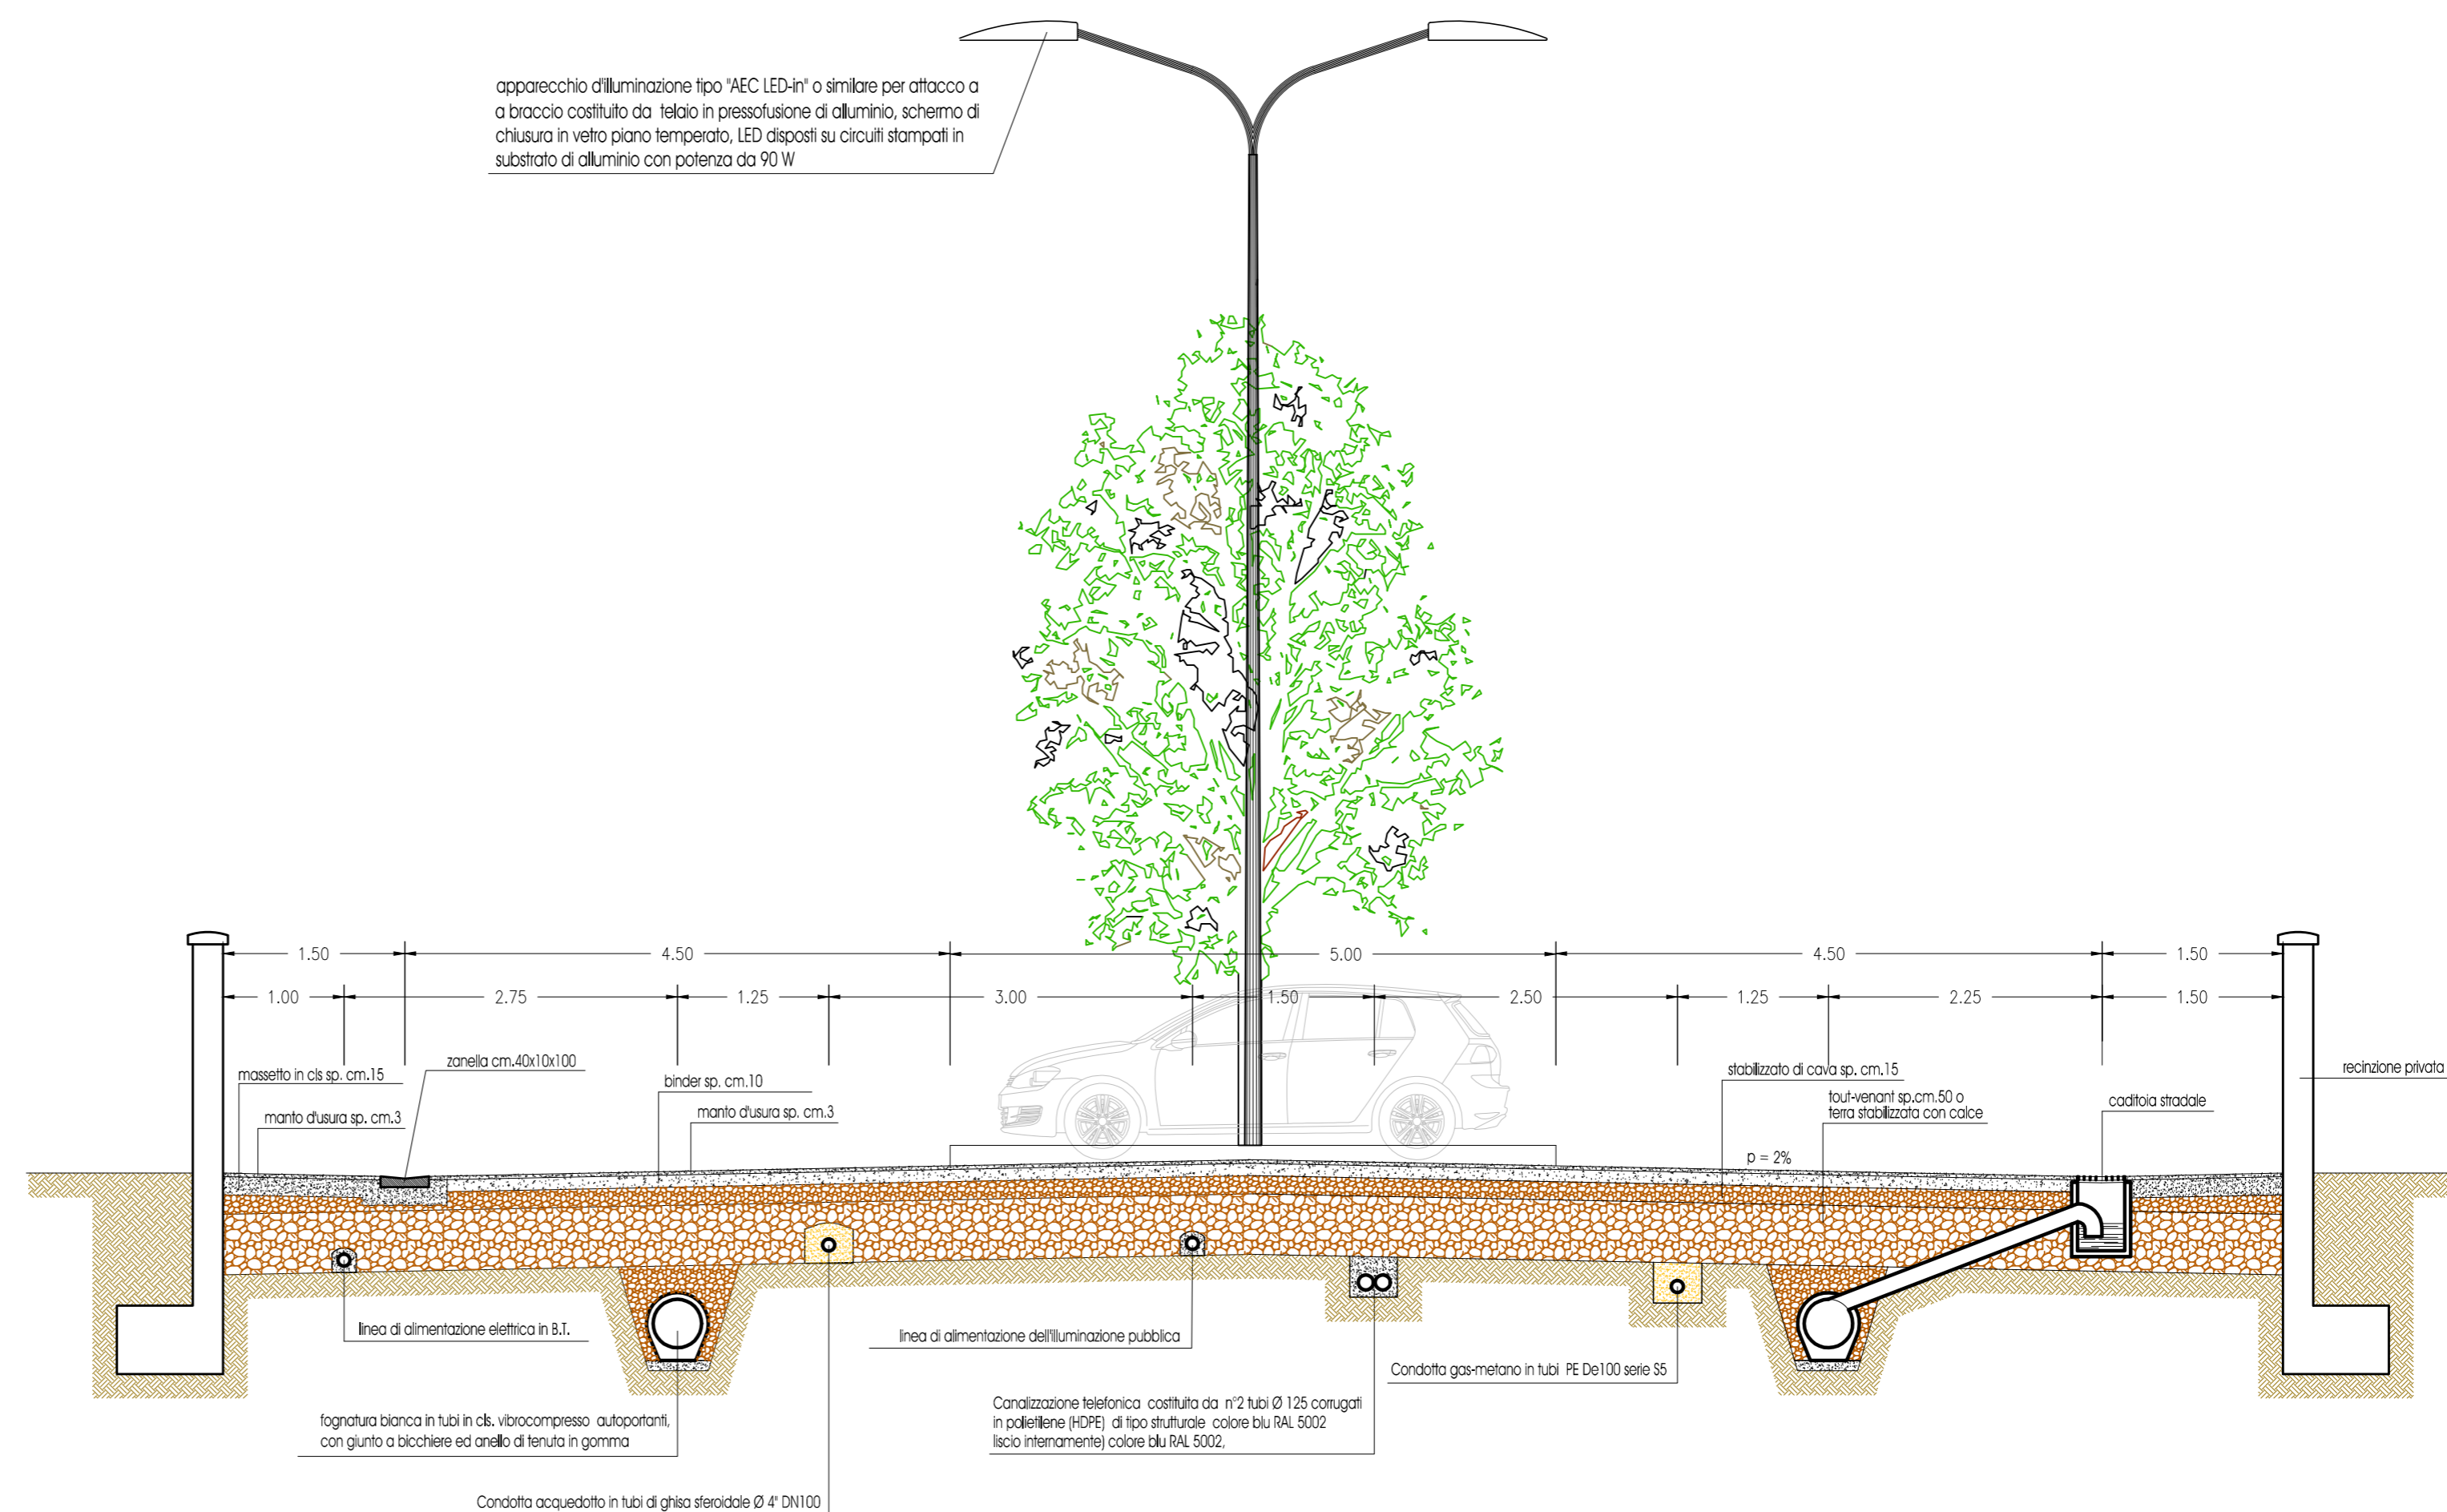 apparecchio d'illuminazione tipo "AEC LED-in" o similare per attacco a
a braccio costituito da telaio in pressofusione di alluminio, schermo di
chiusura in vetro piano temperato, LED disposti su circuiti stampati in
substrato di alluminio con potenza da 90 W
1.50 4.50 5.00 4.50 1.50
1.00 2.75 1.25 3.00 1.50 2.50 1.25 2.25 1.50
massetto in cls sp. cm.15
zanella cm.40x10x100
manto d'usura sp. cm.3
binder sp. cm.10
manto d'usura sp. cm.3
stabilizzato di cava sp. cm.15
tout-venant sp.cm.50 o
terra stabilizzata con calce
caditoia stradale
recinzione privata
p = 2%
linea di alimentazione elettrica in B.T.
linea di alimentazione dell'illuminazione pubblica
Condotta gas-metano in tubi PE De100 serie S5
fognatura bianca in tubi in cls. vibrocompresso autoportanti,
con giunto a bicchiere ed anello di tenuta in gomma
Canalizzazione telefonica costituita da n°2 tubi Ø 125 corrugati
in polietilene (HDPE) di tipo strutturale colore blu RAL 5002
liscio internamente) colore blu RAL 5002,
Condotta acquedotto in tubi di ghisa sferoidale Ø 4" DN100